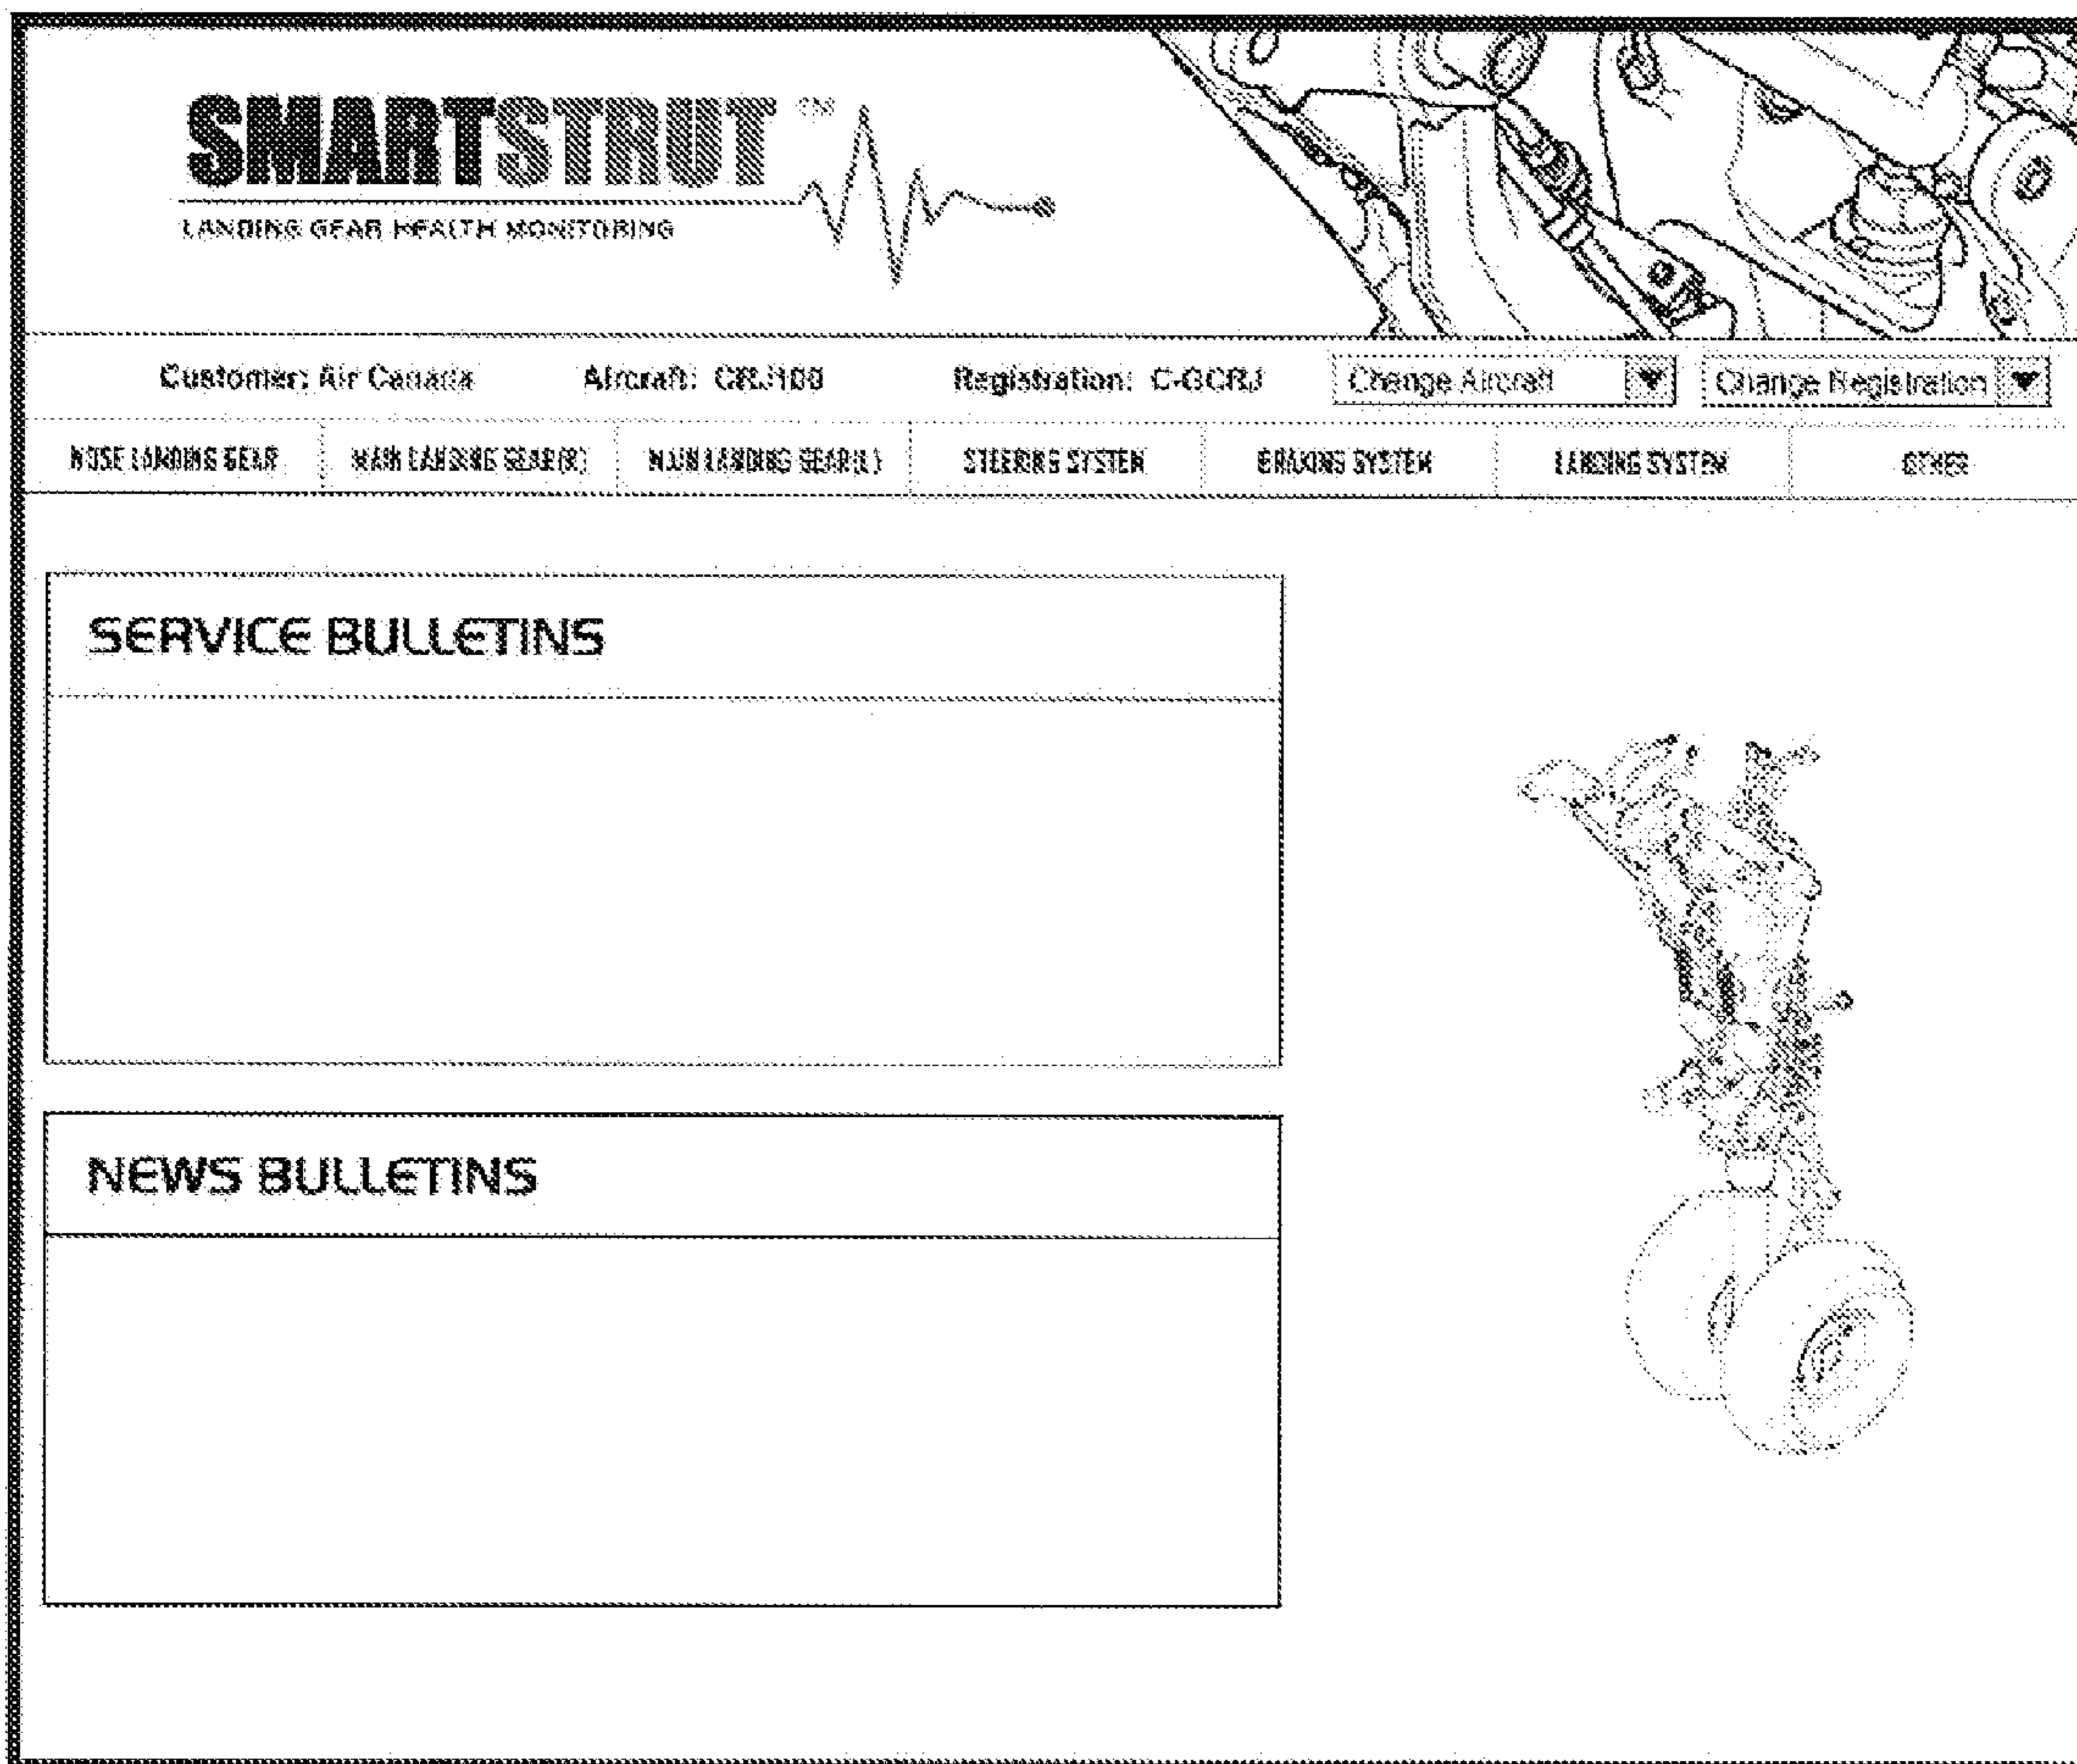 SMARTSTRUT TM
LANDING GEAR HEALTH MONITORING
Customer: Air Canada Aircraft: CRJ100 Registration: C-GCRJ Change Aircraft Change Registration
NOSE LANDING GEAR MAIN LANDING GEAR(R) MAIN LANDING GEAR(L) STEERING SYSTEM BRAKING SYSTEM LANDING SYSTEM OTHER
SERVICE BULLETINS
NEWS BULLETINS